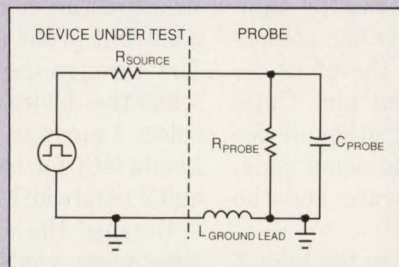 DEVICE UNDER TEST
PROBE
RSOURCE
RPROBE
CPROBE
LGROUND LEAD